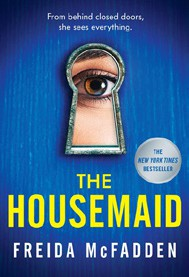 From behind closed doors,
she sees everything.
THE
NEW YORK TIMES
BESTSELLER
THE
HOUSEMAID
FREIDA McFADDEN